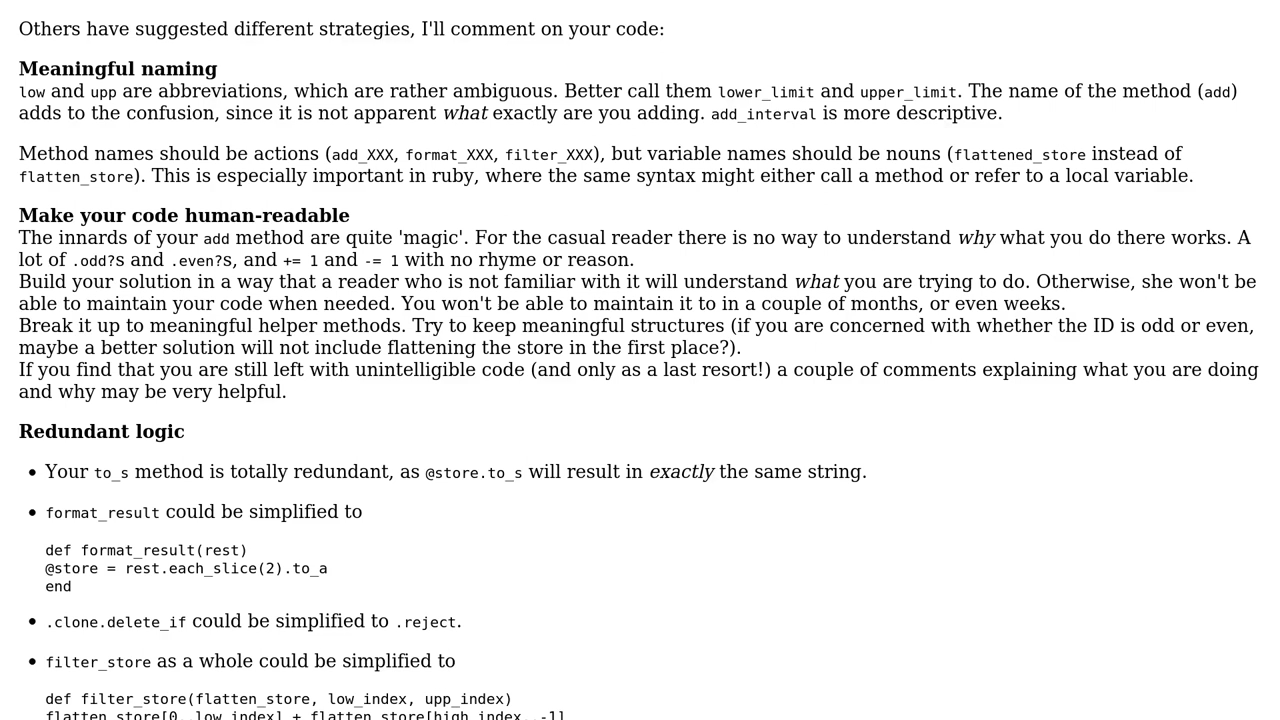 Others have suggested different strategies, I'll comment on your code:
Meaningful naming
low and upp are abbreviations, which are rather ambiguous. Better call them lower_limit and upper_limit. The name of the method (add)
adds to the confusion, since it is not apparent what exactly are you adding. add_interval is more descriptive.
Method names should be actions (add_XXX, format_XXX, filter_XXX), but variable names should be nouns (flattened_store instead of
flatten_store). This is especially important in ruby, where the same syntax might either call a method or refer to a local variable.
Make your code human-readable
The innards of your add method are quite 'magic'. For the casual reader there is no way to understand why what you do there works. A
lot of .odd?s and .even?s, and += 1 and -= 1 with no rhyme or reason.
Build your solution in a way that a reader who is not familiar with it will understand what you are trying to do. Otherwise, she won't be
able to maintain your code when needed. You won't be able to maintain it to in a couple of months, or even weeks.
Break it up to meaningful helper methods. Try to keep meaningful structures (if you are concerned with whether the ID is odd or even,
maybe a better solution will not include flattening the store in the first place?).
If you find that you are still left with unintelligible code (and only as a last resort!) a couple of comments explaining what you are doing
and why may be very helpful.
Redundant logic
• Your to_s method is totally redundant, as @store.to_s will result in exactly the same string.
• format_result could be simplified to
def format_result(rest)
@store = rest.each_slice(2).to_a
end
• .clone.delete_if could be simplified to .reject.
• filter_store as a whole could be simplified to
def filter_store(flatten_store, low_index, upp_index)
flatten_store[0..low_index] + flatten_store[high_index..-1]